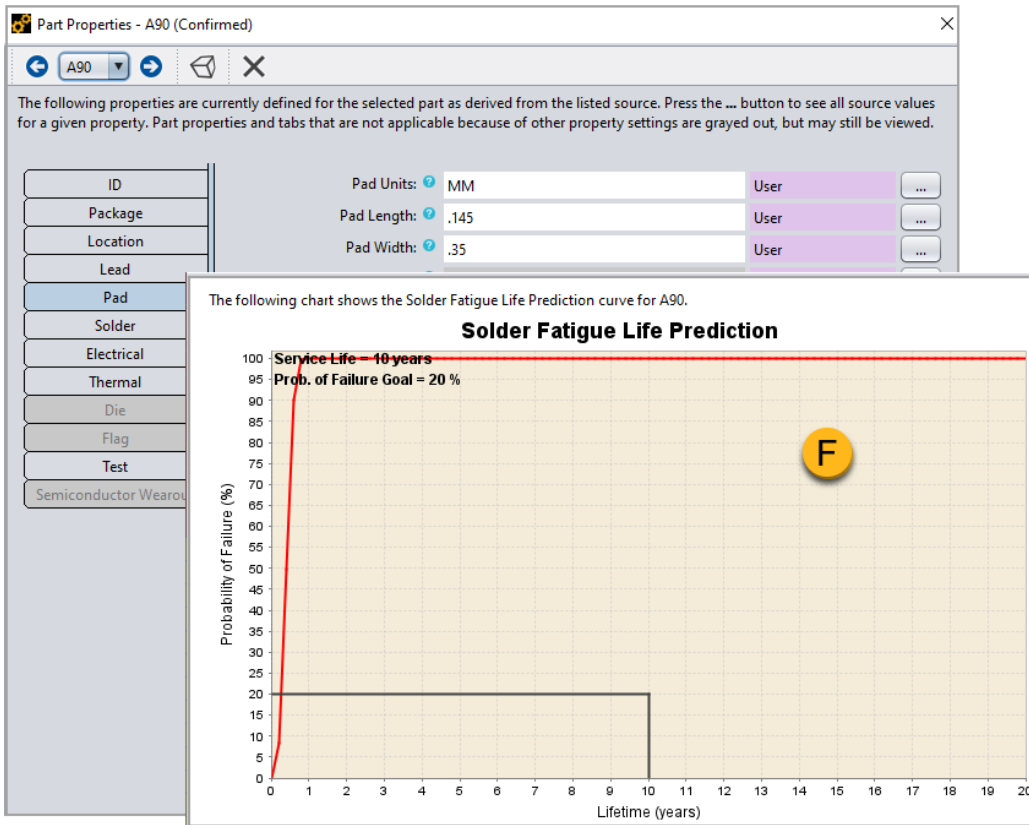 Part Properties - A90 (Confirmed)
A90
The following properties are currently defined for the selected part as derived from the listed source. Press the ... button to see all source values
for a given property. Part properties and tabs that are not applicable because of other property settings are grayed out, but may still be viewed.
ID
Package
Location
Lead
Pad
Solder
Electrical
Thermal
Die
Flag
Test
Semiconductor Wearou
Pad Units: ? MM User ...
Pad Length: ? .145 User ...
Pad Width: ? .35 User ...
The following chart shows the Solder Fatigue Life Prediction curve for A90.
Solder Fatigue Life Prediction
Service Life = 10 years
Prob. of Failure Goal = 20 %
F
Probability of Failure (%)
100
95
90
85
80
75
70
65
60
55
50
45
40
35
30
25
20
15
10
5
0
0 1 2 3 4 5 6 7 8 9 10 11 12 13 14 15 16 17 18 19 20
Lifetime (years)